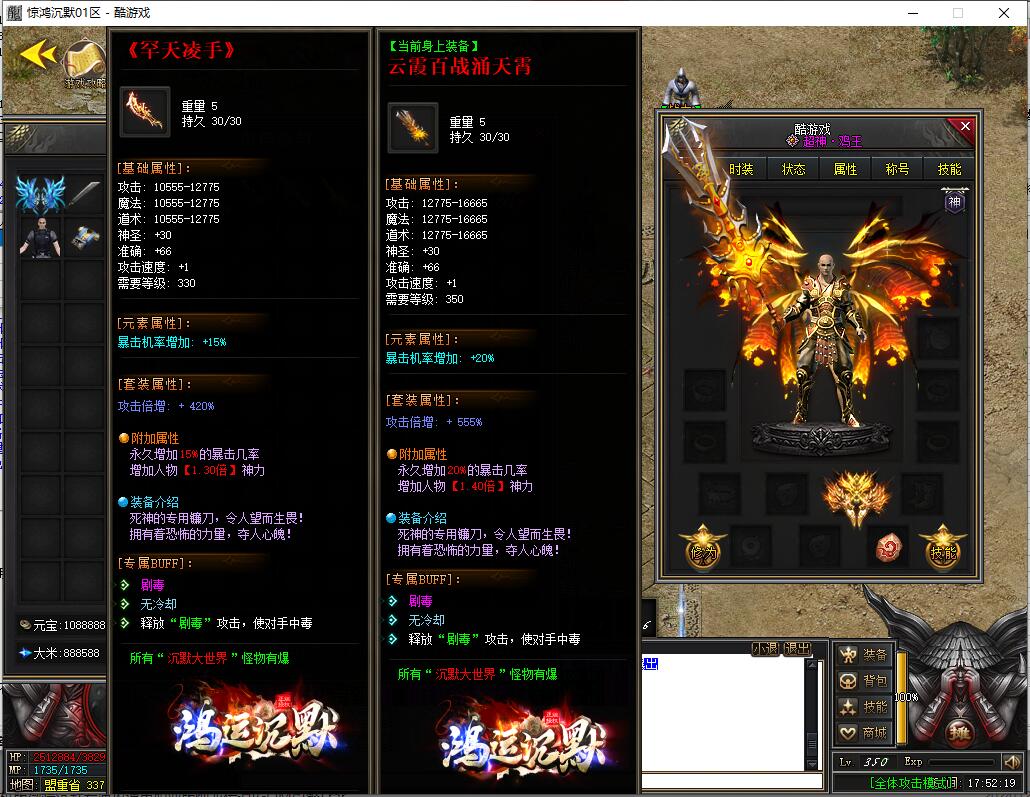 惊鸿沉默01区 - 酷游戏
游戏攻略
《罕天凌手》
重量 5
持久 30/30
[基础属性]:
攻击: 10555-12775
魔法: 10555-12775
道术: 10555-12775
神圣: +30
准确: +66
攻击速度: +1
需要等级: 330
[元素属性]:
暴击机率增加: +15%
[套装属性]:
攻击倍增: + 420%
附加属性
永久增加15%的暴击几率
增加人物【1.30倍】神力
装备介绍
死神的专用镰刀,令人望而生畏!
拥有着恐怖的力量,夺人心魄!
[专属BUFF]:
剧毒
无冷却
释放“剧毒”攻击,使对手中毒
所有“沉默大世界”怪物有爆
鸿运沉默
【当前身上装备】
云霞百战涌天霄
重量 5
持久 30/30
[基础属性]:
攻击: 12775-16665
魔法: 12775-16665
道术: 12775-16665
神圣: +30
准确: +66
攻击速度: +1
需要等级: 350
[元素属性]:
暴击机率增加: +20%
[套装属性]:
攻击倍增: + 555%
附加属性
永久增加20%的暴击几率
增加人物【1.40倍】神力
装备介绍
死神的专用镰刀,令人望而生畏!
拥有着恐怖的力量,夺人心魄!
[专属BUFF]:
剧毒
无冷却
释放“剧毒”攻击,使对手中毒
所有“沉默大世界”怪物有爆
鸿运沉默
酷游戏
超神·鸡王
时装 状态 属性 称号 技能
神
修为
技能
元宝:1088888
大米:888588
HP: 2512884/3829
MP: 1735/1735
地图: 盟重省 337
小退 退出
装备
背包
技能
商城
100%
Lv 350 Exp
[全体攻击模式] 17:52:19